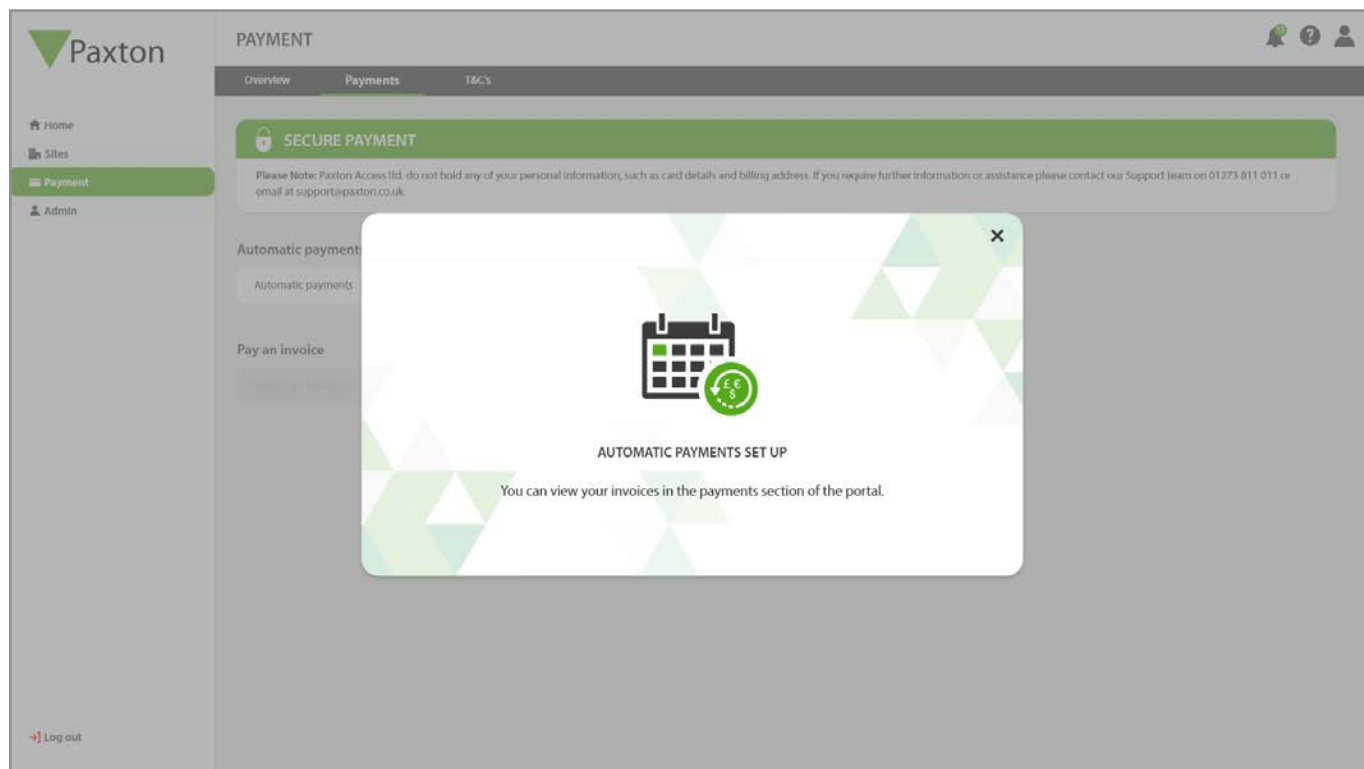 Paxton
PAYMENT
Overview Payments T&C's
Home
Sites
Payment
Admin
SECURE PAYMENT
Please Note: Paxton Access ltd. do not hold any of your personal information, such as card details and billing address. If you require further information or assistance please contact our Support team on 01273 811 011 or
email at support@paxton.co.uk.
Automatic payment
Automatic payments
Pay an invoice
£ €
$
AUTOMATIC PAYMENTS SET UP
You can view your invoices in the payments section of the portal.
Log out